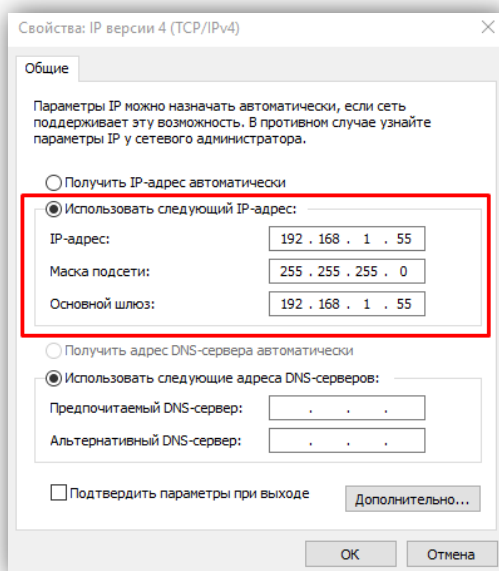 Свойства: IP версии 4 (TCP/IPv4)
Общие
Параметры IP можно назначать автоматически, если сеть
поддерживает эту возможность. В противном случае узнайте
параметры IP у сетевого администратора.
Получить IP-адрес автоматически
Использовать следующий IP-адрес:
IP-адрес: 192 . 168 . 1 . 55
Маска подсети: 255 . 255 . 255 . 0
Основной шлюз: 192 . 168 . 1 . 55
Получить адрес DNS-сервера автоматически
Использовать следующие адреса DNS-серверов:
Предпочитаемый DNS-сервер: . . .
Альтернативный DNS-сервер: . . .
Подтвердить параметры при выходе
Дополнительно...
ОК Отмена